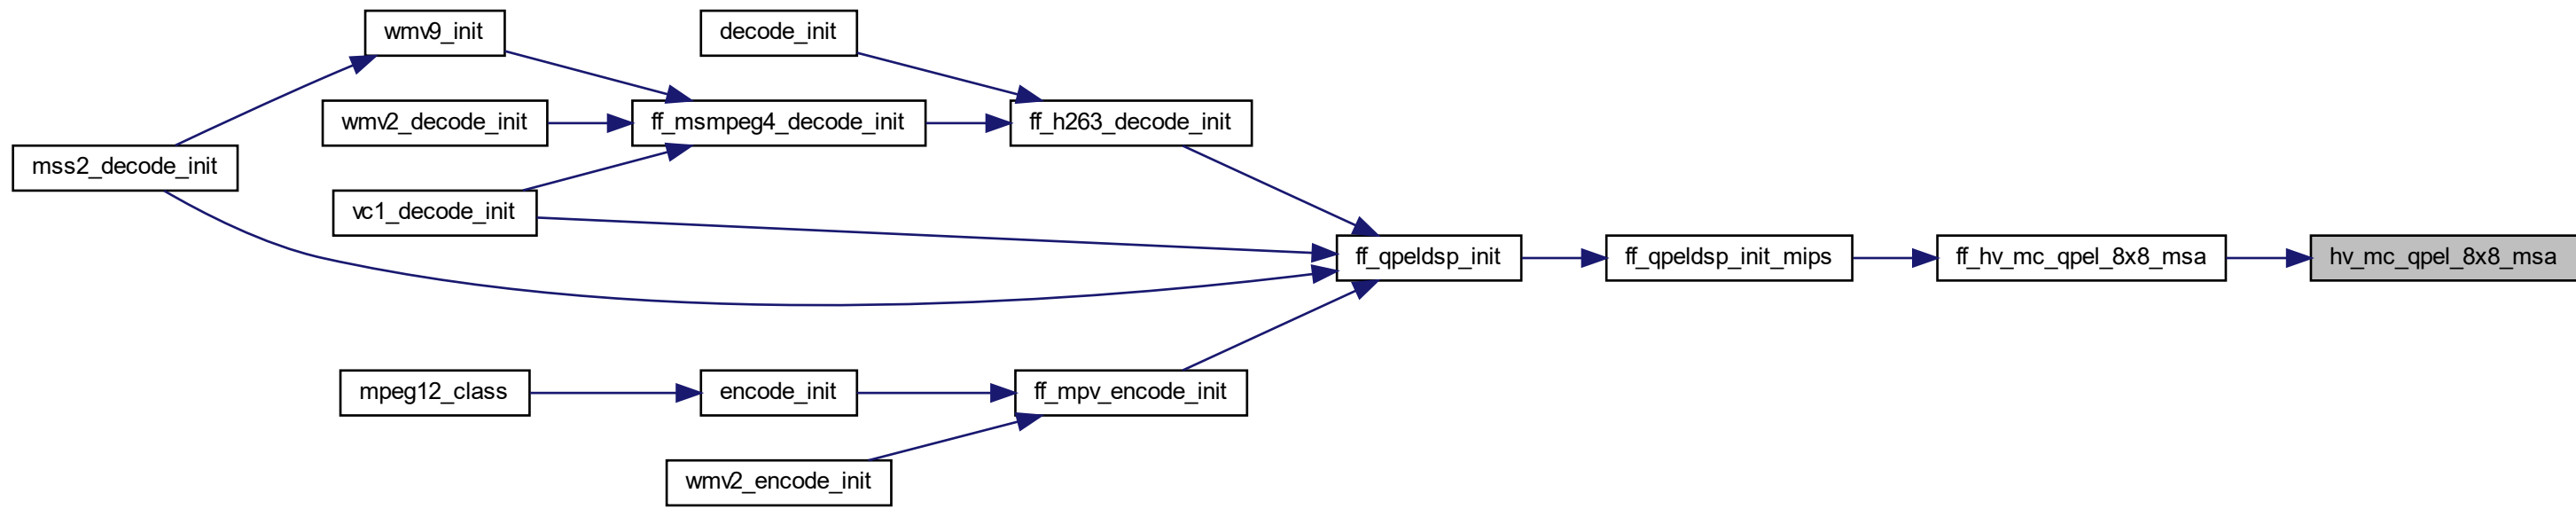 wmv9_init
decode_init
wmv2_decode_init
ff_msmpeg4_decode_init
ff_h263_decode_init
mss2_decode_init
vc1_decode_init
ff_qpeldsp_init
ff_qpeldsp_init_mips
ff_hv_mc_qpel_8x8_msa
hv_mc_qpel_8x8_msa
mpeg12_class
encode_init
ff_mpv_encode_init
wmv2_encode_init